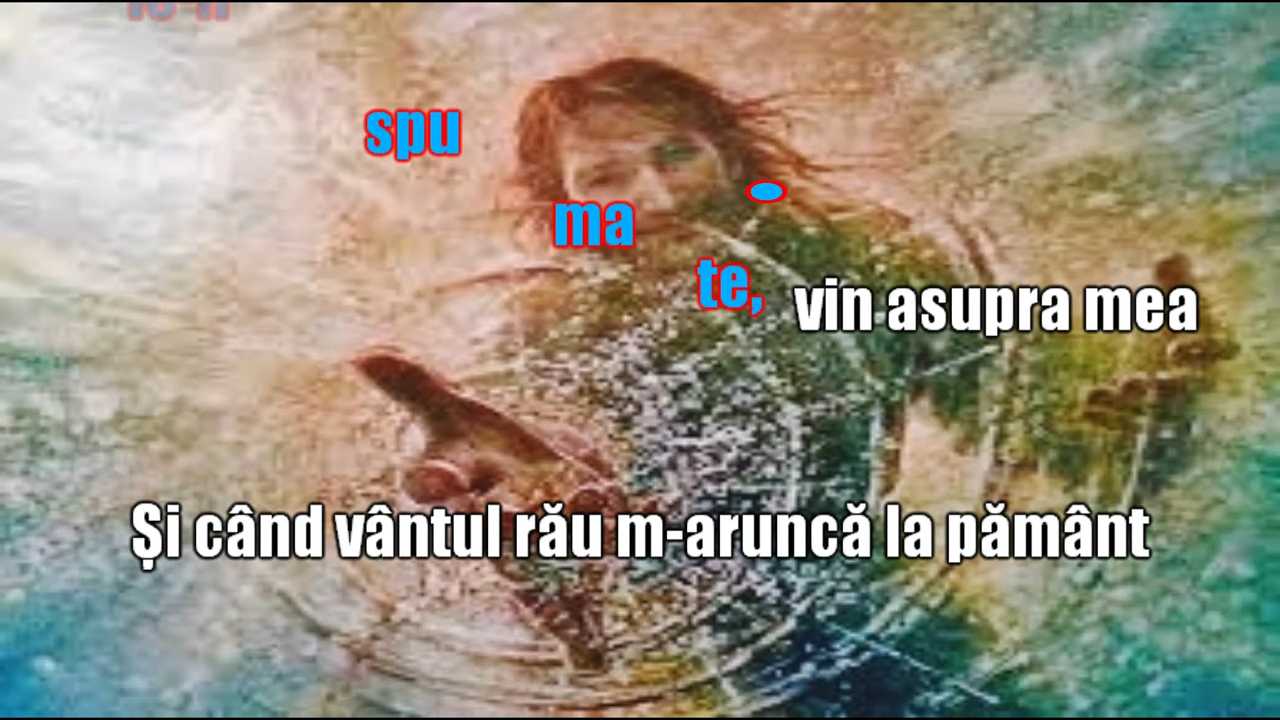 spu
ma
te, vin asupra mea
Și când vântul rău m-aruncă la pământ